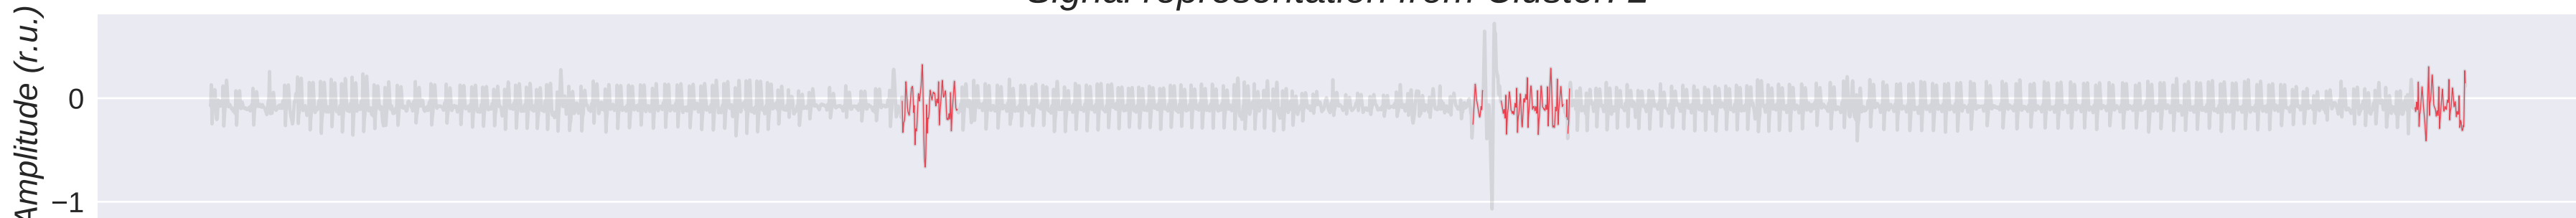 Signal representation from Cluster: 2
Amplitude (r.u.)
0
−1